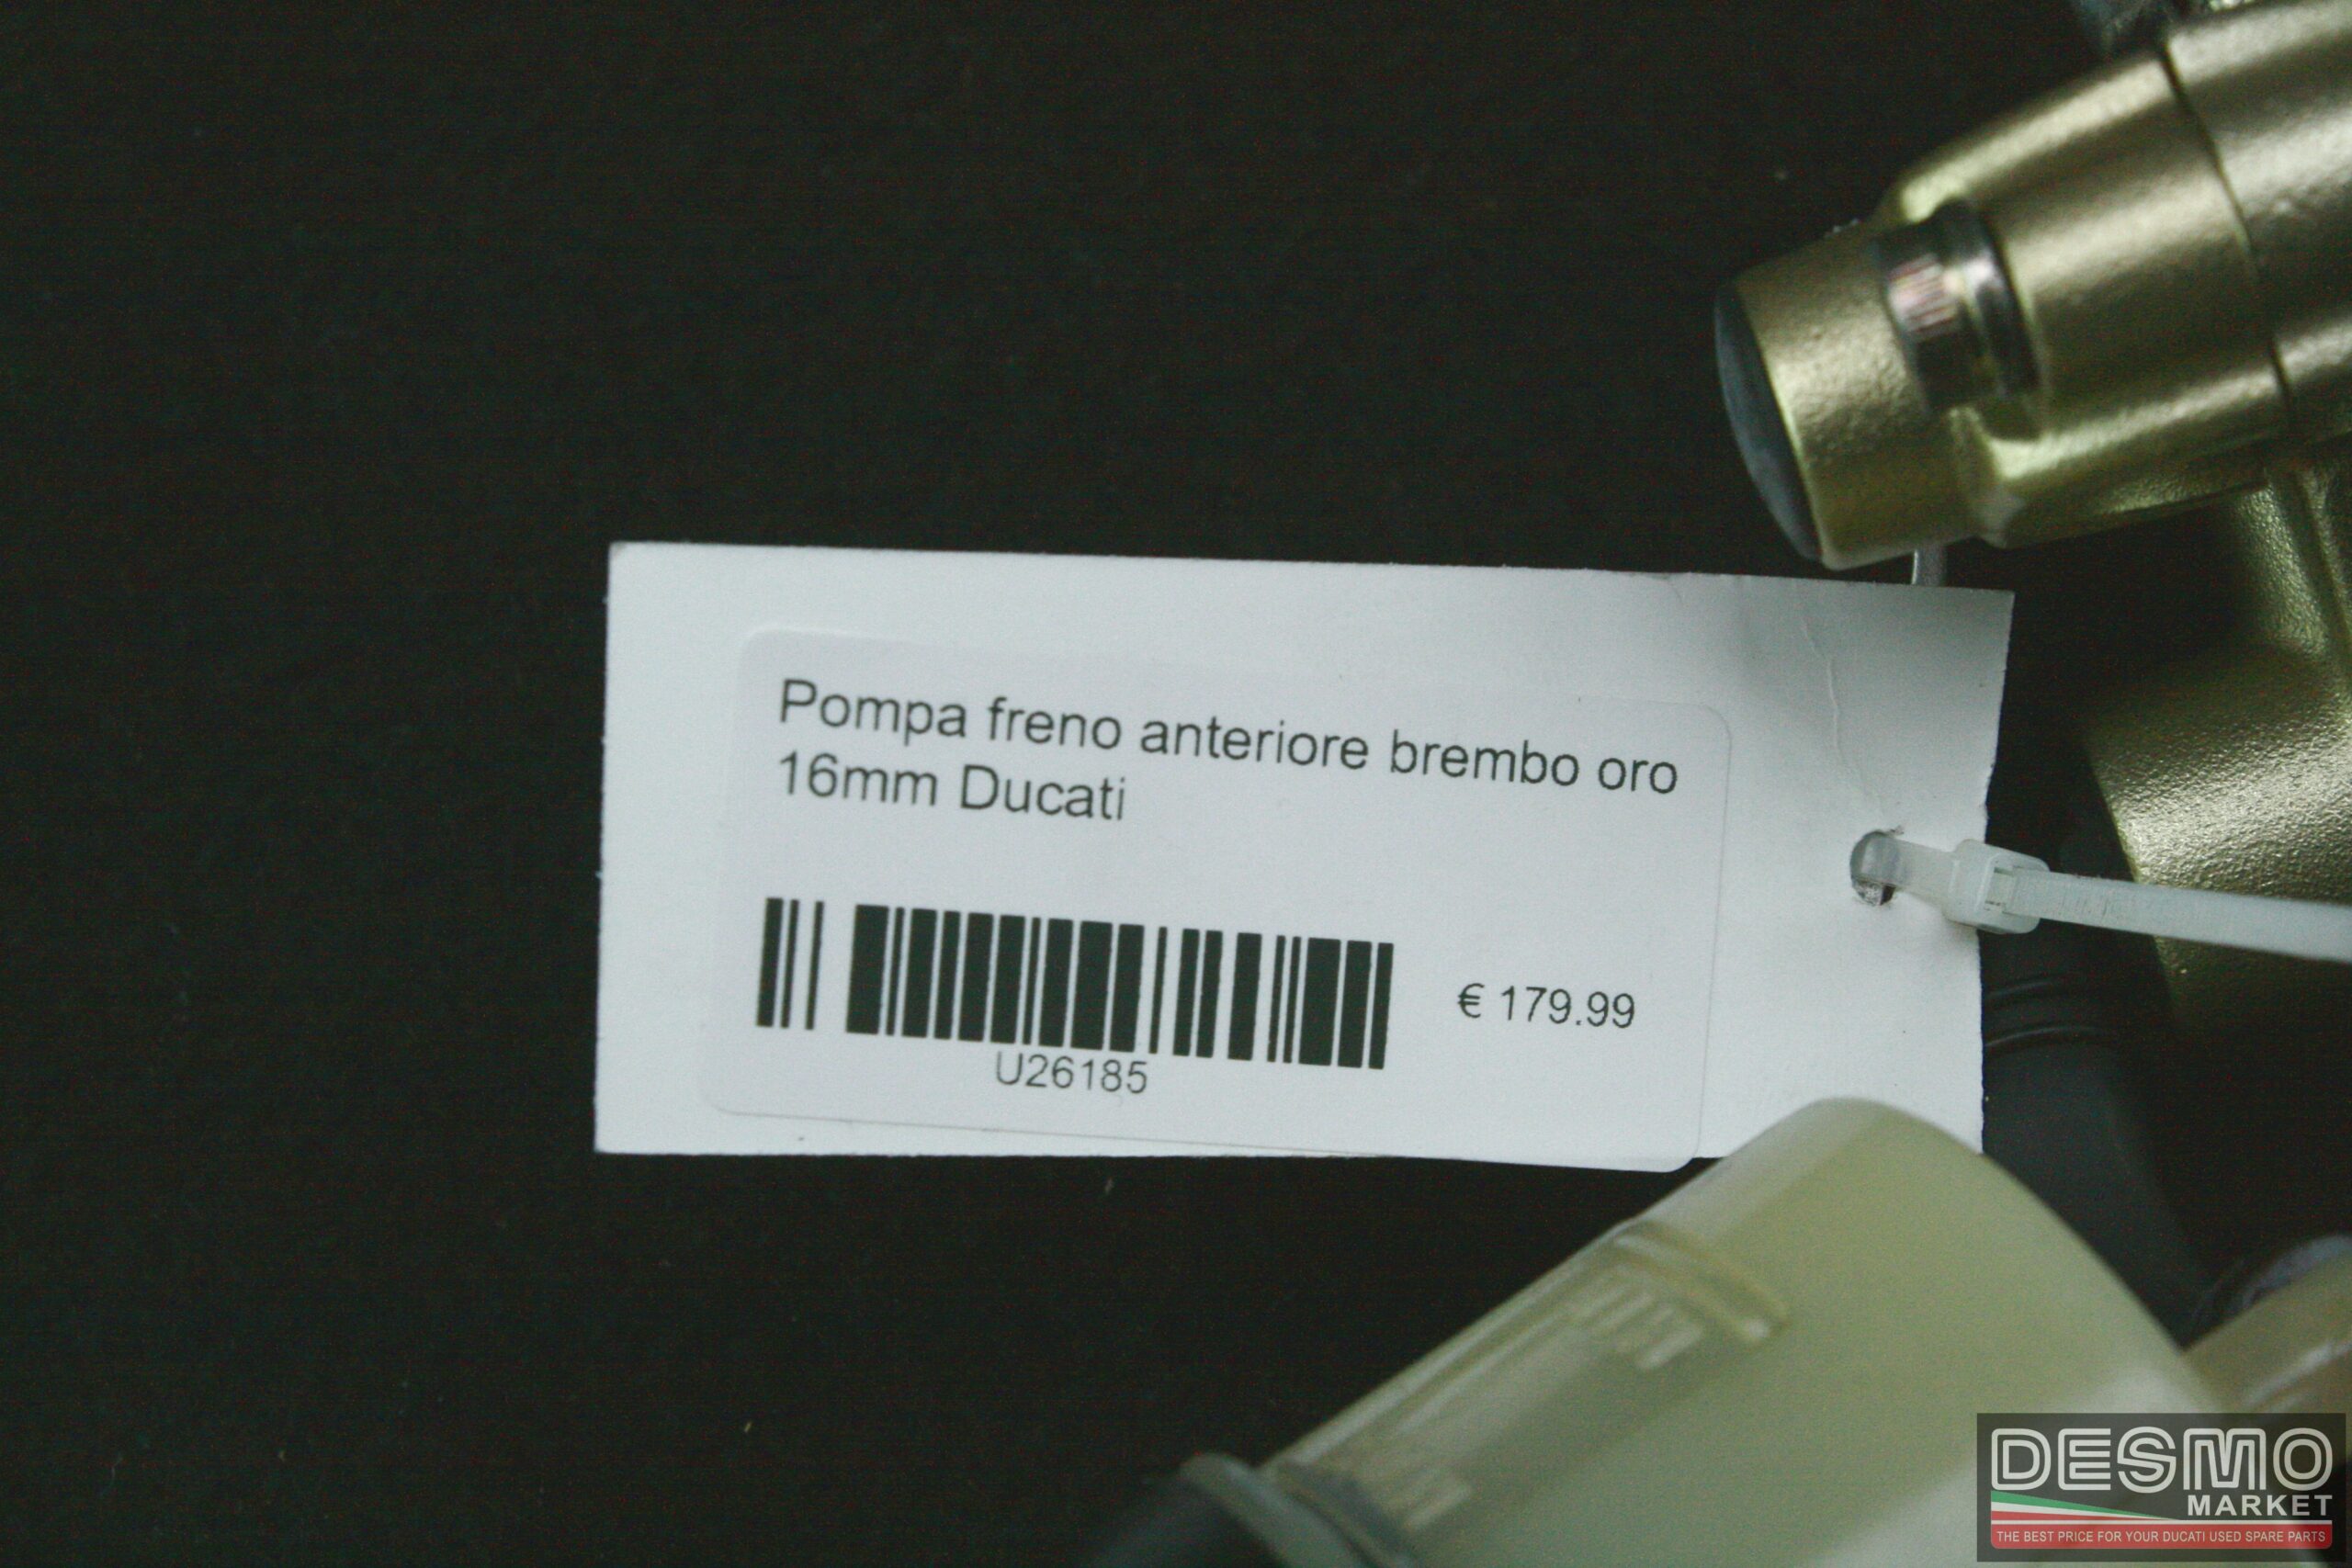 Pompa freno anteriore brembo oro
16mm Ducati
€ 179.99
U26185
DESMO
MARKET
THE BEST PRICE FOR YOUR DUCATI USED SPARE PARTS